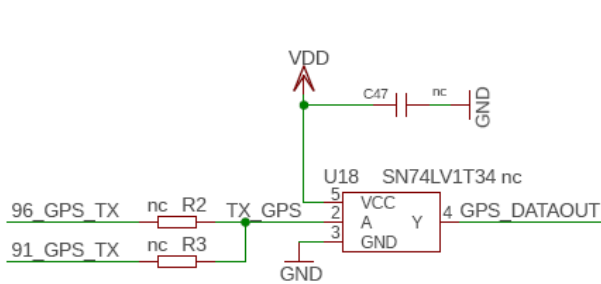 VDD
C47 nc
GND
U18 SN74LV1T34 nc
5 VCC
96_GPS_TX nc R2 TX_GPS 2 A Y 4 GPS_DATAOUT
3 GND
91_GPS_TX nc R3
GND